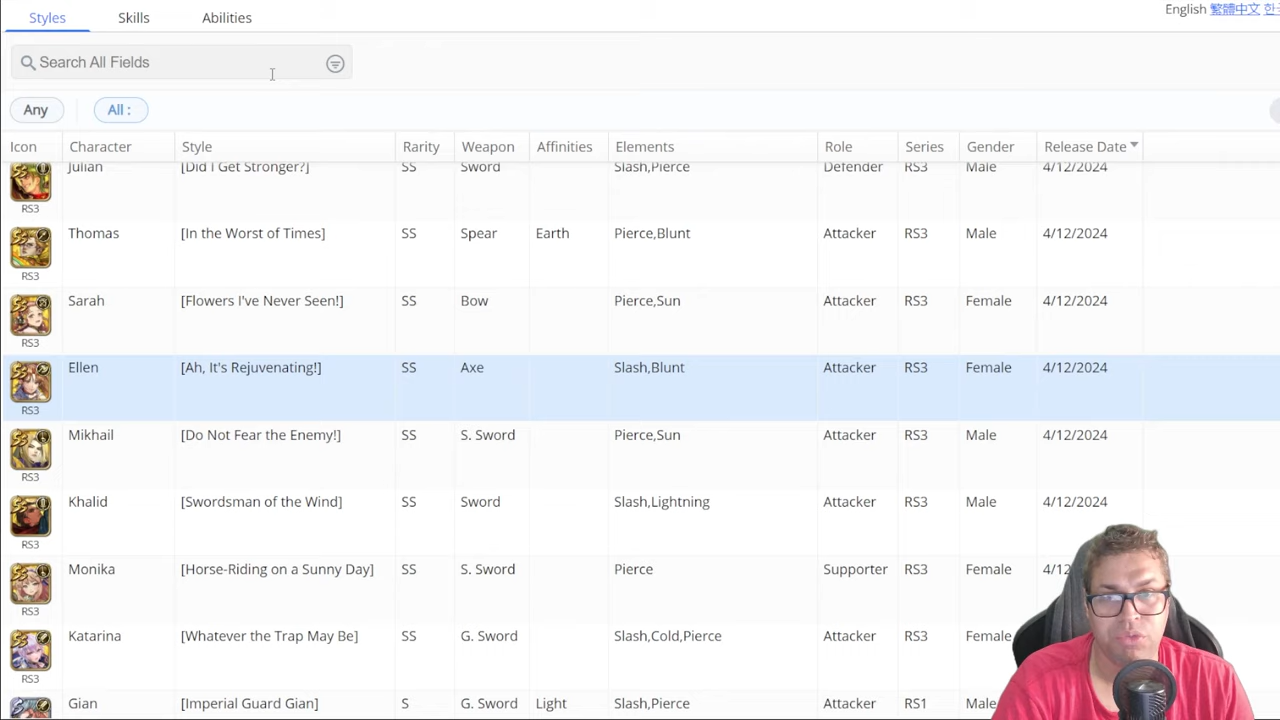 Styles Skills Abilities English 繁體中文
Search All Fields
Any All :
Icon Character Style Rarity Weapon Affinities Elements Role Series Gender Release Date
Julian [Did I Get Stronger?] SS Sword Slash,Pierce Defender RS3 Male 4/12/2024
RS3
Thomas [In the Worst of Times] SS Spear Earth Pierce,Blunt Attacker RS3 Male 4/12/2024
RS3
Sarah [Flowers I've Never Seen!] SS Bow Pierce,Sun Attacker RS3 Female 4/12/2024
RS3
Ellen [Ah, It's Rejuvenating!] SS Axe Slash,Blunt Attacker RS3 Female 4/12/2024
RS3
Mikhail [Do Not Fear the Enemy!] SS S. Sword Pierce,Sun Attacker RS3 Male 4/12/2024
RS3
Khalid [Swordsman of the Wind] SS Sword Slash,Lightning Attacker RS3 Male 4/12/2024
RS3
Monika [Horse-Riding on a Sunny Day] SS S. Sword Pierce Supporter RS3 Female 4/12
RS3
Katarina [Whatever the Trap May Be] SS G. Sword Slash,Cold,Pierce Attacker RS3 Female
RS3
Gian [Imperial Guard Gian] S G. Sword Light Slash,Pierce Attacker RS1 Male